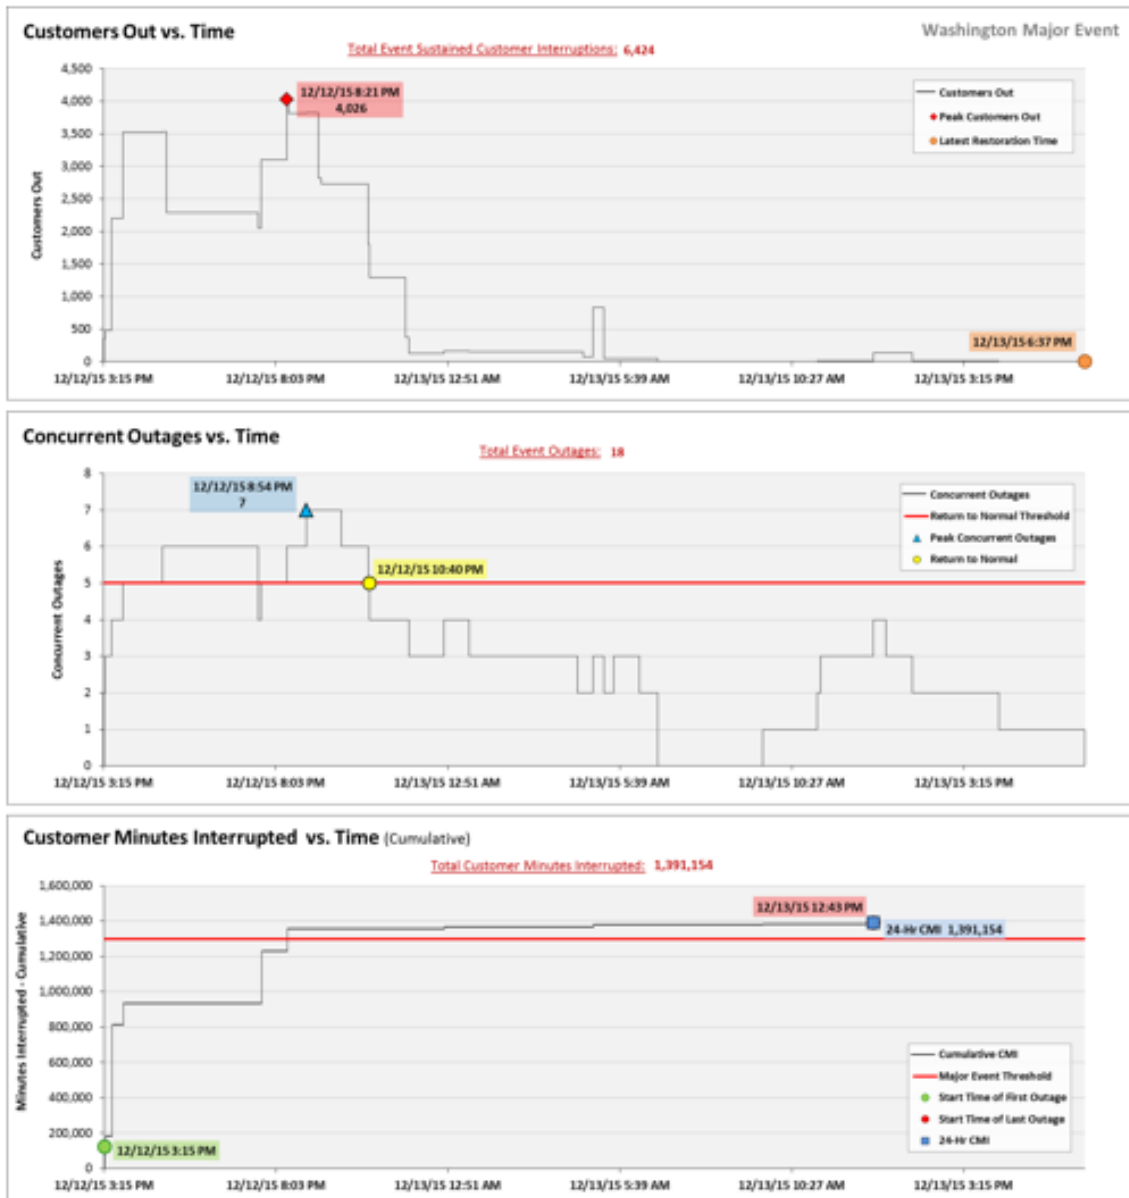 Customers Out vs. Time
Washington Major Event
Total Event Sustained Customer Interruptions: 6,424
4,500
4,000
3,500
3,000
2,500
2,000
1,500
1,000
500
0
Customers Out
12/12/15 8:21 PM
4,026
Customers Out
Peak Customers Out
Latest Restoration Time
12/13/15 6:37 PM
12/12/15 3:15 PM
12/12/15 8:03 PM
12/13/15 12:51 AM
12/13/15 5:39 AM
12/13/15 10:27 AM
12/13/15 3:15 PM
Concurrent Outages vs. Time
Total Event Outages: 18
8
7
6
5
4
3
2
1
0
Concurrent Outages
12/12/15 8:54 PM
7
12/12/15 10:40 PM
Concurrent Outages
Return to Normal Threshold
Peak Concurrent Outages
Return to Normal
12/12/15 3:15 PM
12/12/15 8:03 PM
12/13/15 12:51 AM
12/13/15 5:39 AM
12/13/15 10:27 AM
12/13/15 3:15 PM
Customer Minutes Interrupted vs. Time (Cumulative)
Total Customer Minutes Interrupted: 1,391,154
1,600,000
1,400,000
1,200,000
1,000,000
800,000
600,000
400,000
200,000
0
Minutes Interrupted - Cumulative
12/13/15 12:43 PM
24-Hr CMI 1,391,154
12/12/15 3:15 PM
Cumulative CMI
Major Event Threshold
Start Time of First Outage
Start Time of Last Outage
24-Hr CMI
12/12/15 3:15 PM
12/12/15 8:03 PM
12/13/15 12:51 AM
12/13/15 5:39 AM
12/13/15 10:27 AM
12/13/15 3:15 PM